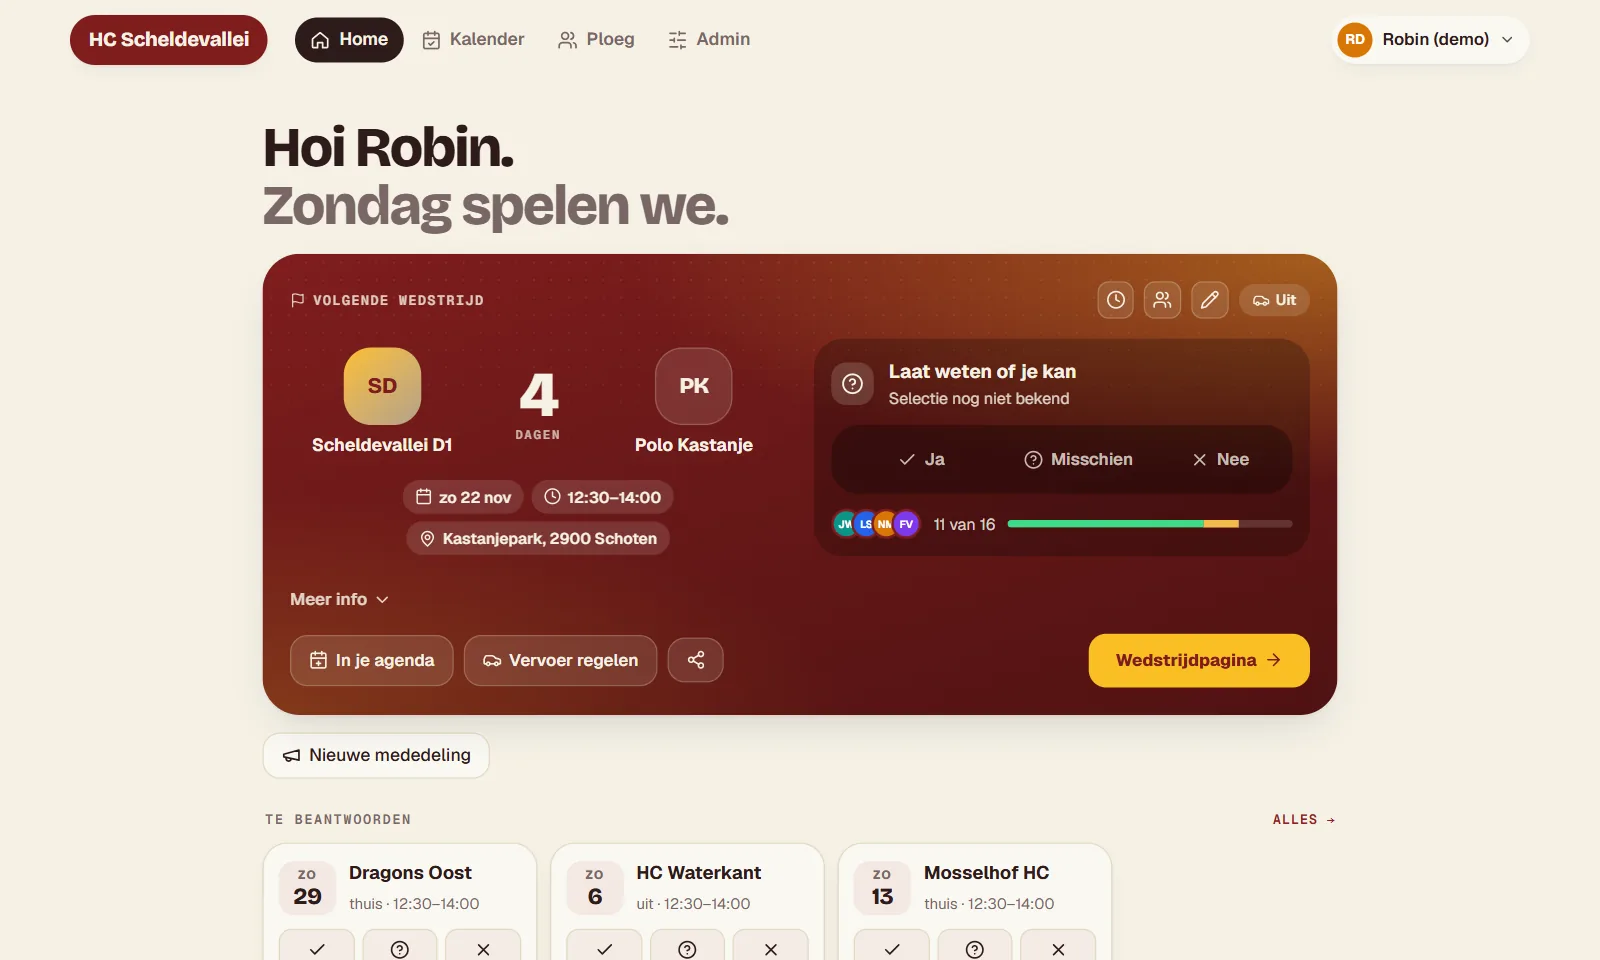 HC Scheldevallei
Home
Kalender
Ploeg
Admin
RD
Robin (demo)
Hoi Robin.
Zondag spelen we.
VOLGENDE WEDSTRIJD
Uit
SD
Scheldevallei D1
4
DAGEN
PK
Polo Kastanje
zo 22 nov
12:30–14:00
Kastanjepark, 2900 Schoten
Laat weten of je kan
Selectie nog niet bekend
Ja
Misschien
Nee
JW
LS
FV
11 van 16
Meer info
In je agenda
Vervoer regelen
Wedstrijdpagina →
Nieuwe mededeling
TE BEANTWOORDEN
ALLES →
ZO
29
Dragons Oost
thuis · 12:30–14:00
ZO
6
HC Waterkant
uit · 12:30–14:00
ZO
13
Mosselhof HC
thuis · 12:30–14:00